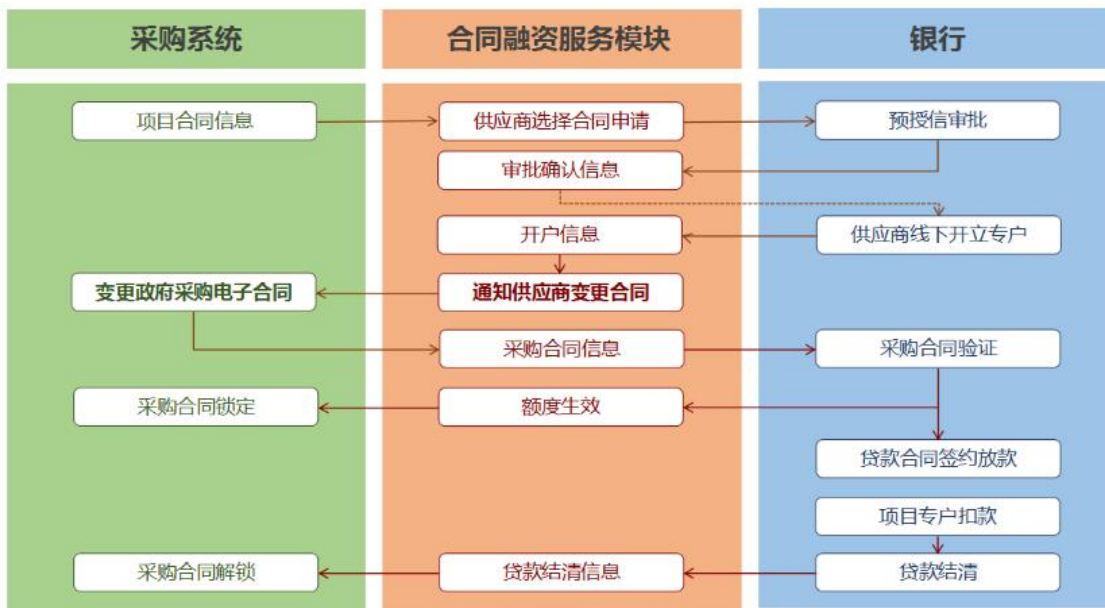 采购系统
合同融资服务模块
银行
项目合同信息
供应商选择合同申请
预授信审批
审批确认信息
开户信息
供应商线下开立专户
变更政府采购电子合同
通知供应商变更合同
采购合同信息
采购合同验证
采购合同锁定
额度生效
贷款合同签约放款
项目专户扣款
采购合同解锁
贷款结清信息
贷款结清